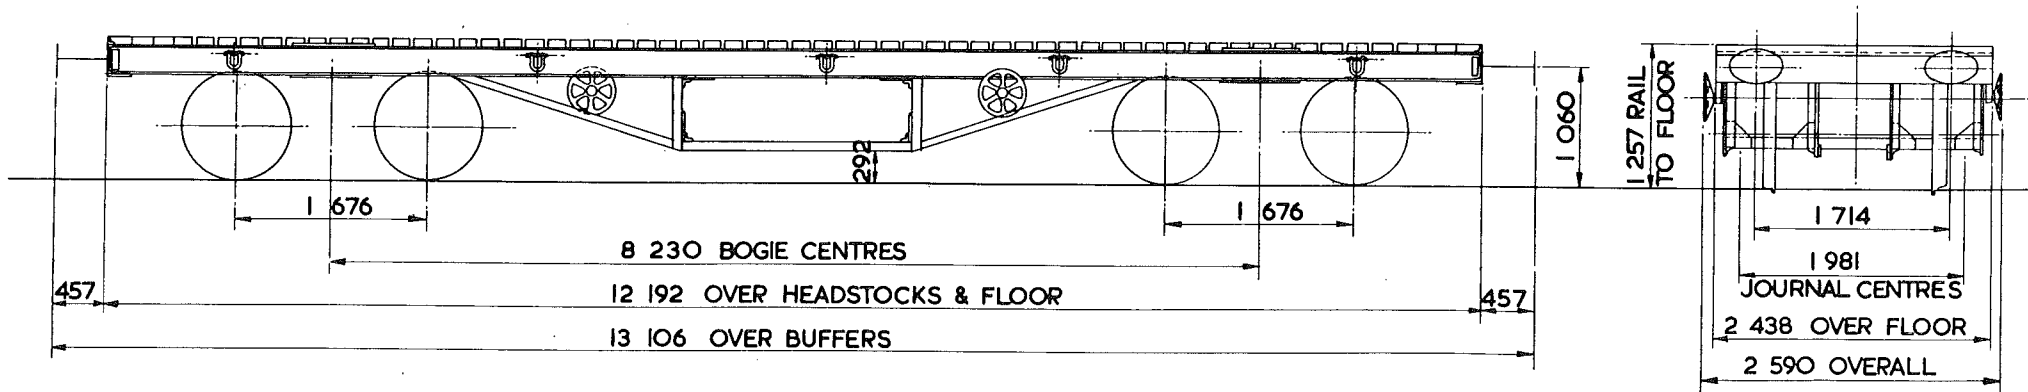 292
1 060
1 676
1 676
8 230 BOGIE CENTRES
457
12 192 OVER HEADSTOCKS & FLOOR
457
13 106 OVER BUFFERS
1 257 RAIL
TO FLOOR
1 714
1 981
JOURNAL CENTRES
2 438 OVER FLOOR
2 590 OVERALL